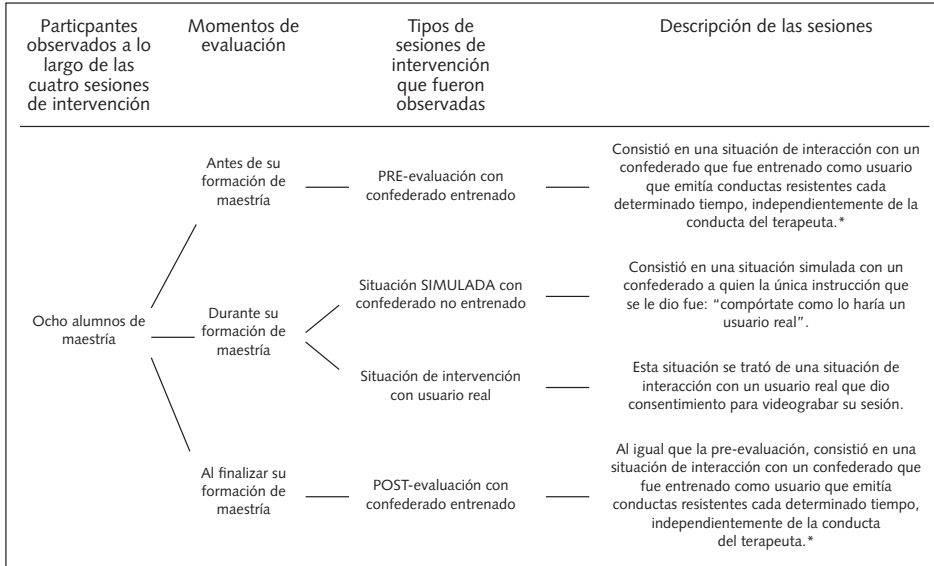 Particpantes
observados a lo
largo de las
cuatro sesiones
de intervención
Momentos de
evaluación
Tipos de
sesiones de
intervención
que fueron
observadas
Descripción de las sesiones
Ocho alumnos de
maestría
Antes de su
formación de
maestría
PRE-evaluación con
confederado entrenado
Consistió en una situación de interacción con un
confederado que fue entrenado como usuario
que emitía conductas resistentes cada
determinado tiempo, independientemente de la
conducta del terapeuta.*
Durante su
formación de
maestría
Situación SIMULADA con
confederado no entrenado
Consistió en una situación simulada con un
confederado a quien la única instrucción que
se le dio fue: “compórtate como lo haría un
usuario real”.
Situación de intervención
con usuario real
Esta situación se trató de una situación de
interacción con un usuario real que dio
consentimiento para videograbar su sesión.
Al finalizar su
formación de
maestría
POST-evaluación con
confederado entrenado
Al igual que la pre-evaluación, consistió en una
situación de interacción con un confederado que
fue entrenado como usuario que emitía
conductas resistentes cada determinado tiempo,
independientemente de la conducta
del terapeuta.*